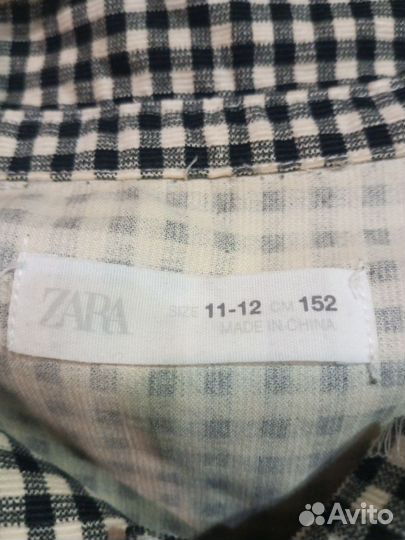 ZARA
SIZE 11-12 CM 152
MADE IN CHINA
Avito